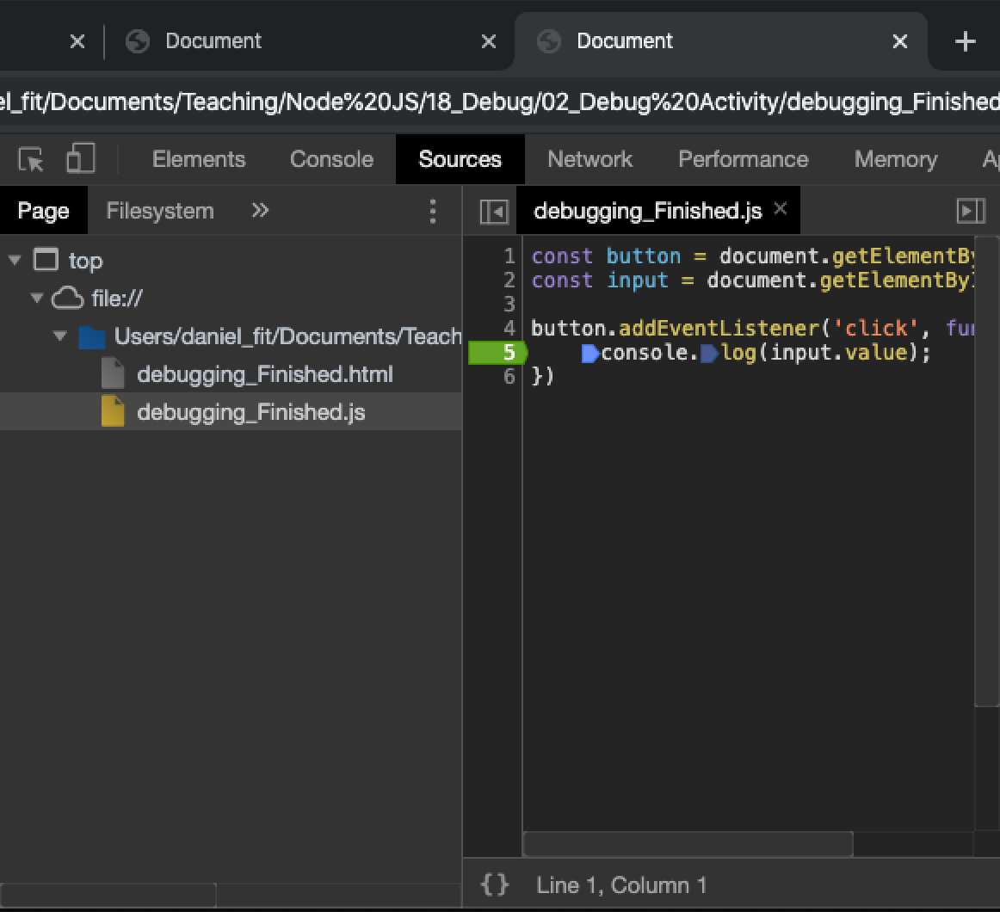 Document Document
el_fit/Documents/Teaching/Node%20JS/18_Debug/02_Debug%20Activity/debugging_Finished
Elements Console Sources Network Performance Memory
Page Filesystem debugging_Finished.js
top
file://
Users/daniel_fit/Documents/Teach
debugging_Finished.html
debugging_Finished.js
1 const button = document.getElementBy
2 const input = document.getElementBy
3
4 button.addEventListener('click', fun
5 console.log(input.value);
6 })
{} Line 1, Column 1